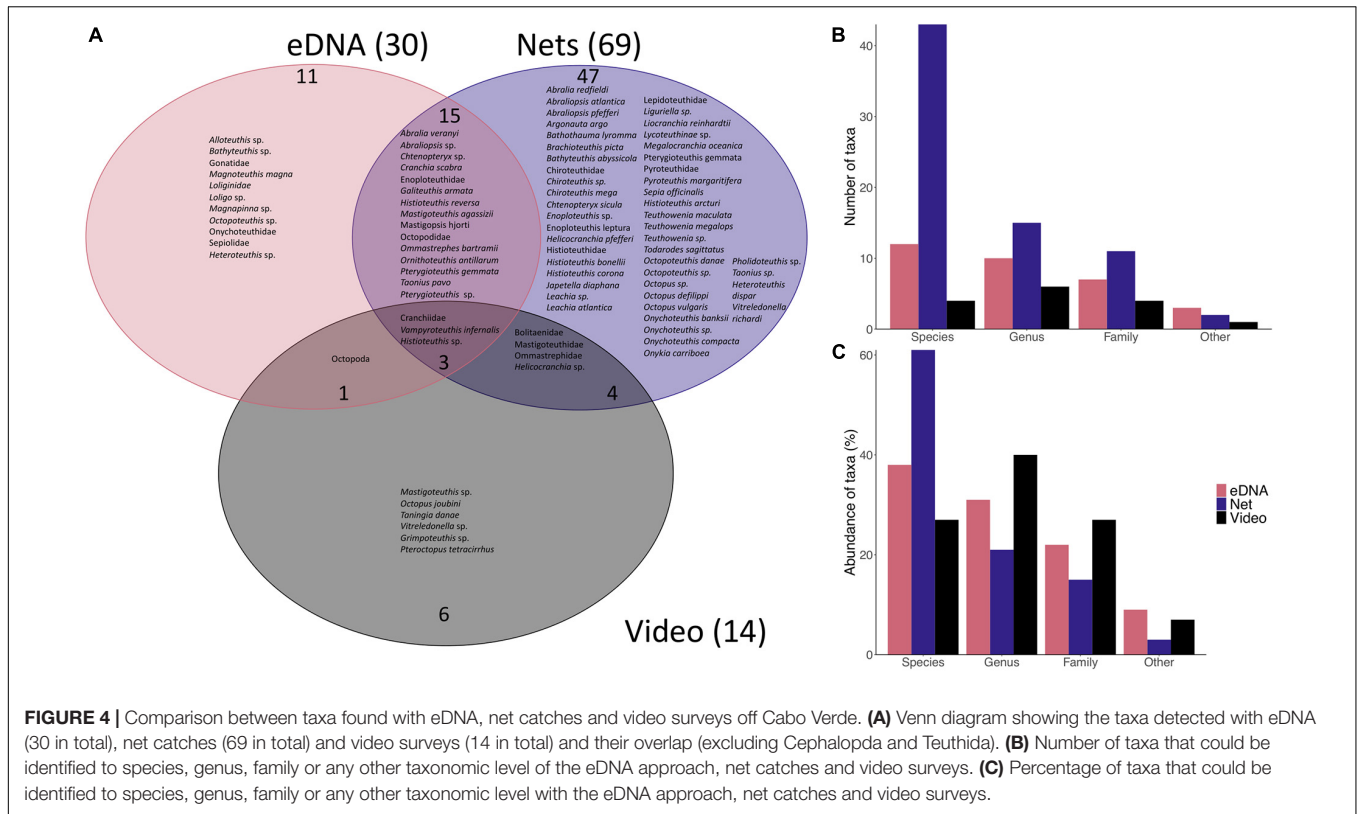 A
eDNA (30)
Nets (69)
11
47
15
Alloteuthis sp.
Bathyteuthis sp.
Gonatidae
Magnoteuthis magna
Loliginidae
Loligo sp.
Magnapinna sp.
Octopoteuthis sp.
Onychoteuthidae
Sepiolidae
Heteroteuthis sp.
Abralia veranyi
Abraliopsis sp.
Chtenopteryx sp.
Cranchia scabra
Enoploteuthidae
Galiteuthis armata
Histioteuthis reversa
Mastigoteuthis agassizii
Mastigopsis hjorti
Octopodidae
Ommastrephes bartramii
Ornithoteuthis antillarum
Pterygioteuthis gemmata
Taonius pavo
Pterygioteuthis sp.
Abralia redfieldi
Abraliopsis atlantica
Abraliopsis pfefferi
Argonauta argo
Bathothauma lyromma
Brachioteuthis picta
Bathyteuthis abyssicola
Chiroteuthidae
Chiroteuthis sp.
Chiroteuthis mega
Chtenopteryx sicula
Enoploteuthis sp.
Enoploteuthis leptura
Helicocranchia pfefferi
Histioteuthidae
Histioteuthis bonellii
Histioteuthis corona
Japetella diaphana
Leachia sp.
Leachia atlantica
Lepidoteuthidae
Liguriella sp.
Liocranchia reinhardtii
Lycoteuthinae sp.
Megalocranchia oceanica
Pterygioteuthis gemmata
Pyroteuthidae
Pyroteuthis margaritifera
Sepia officinalis
Histioteuthis arcturi
Teuthowenia maculata
Teuthowenia megalops
Teuthowenia sp.
Todarodes sagittatus
Octopoteuthis danae
Octopoteuthis sp.
Octopus sp.
Octopus defilippi
Octopus vulgaris
Onychoteuthis banksii
Onychoteuthis sp.
Onychoteuthis compacta
Onykia carriboea
Pholidoteuthis sp.
Taonius sp.
Heteroteuthis
dispar
Vitreledonella
richardi
Cranchiidae
Vampyroteuthis infernalis
Histioteuthis sp.
3
Octopoda
1
Bolitaenidae
Mastigoteuthidae
Ommastrephidae
Helicocranchia sp.
4
Mastigoteuthis sp.
Octopus joubini
Taningia danae
Vitreledonella sp.
Grimpoteuthis sp.
Pteroctopus tetracirrhus
6
Video (14)
B
Number of taxa
40
30
20
10
0
Species Genus Family Other
C
Abundance of taxa (%)
60
40
20
0
Species Genus Family Other
eDNA
Net
Video
FIGURE 4 | Comparison between taxa found with eDNA, net catches and video surveys off Cabo Verde. (A) Venn diagram showing the taxa detected with eDNA
(30 in total), net catches (69 in total) and video surveys (14 in total) and their overlap (excluding Cephalopda and Teuthida). (B) Number of taxa that could be
identified to species, genus, family or any other taxonomic level of the eDNA approach, net catches and video surveys. (C) Percentage of taxa that could be
identified to species, genus, family or any other taxonomic level with the eDNA approach, net catches and video surveys.